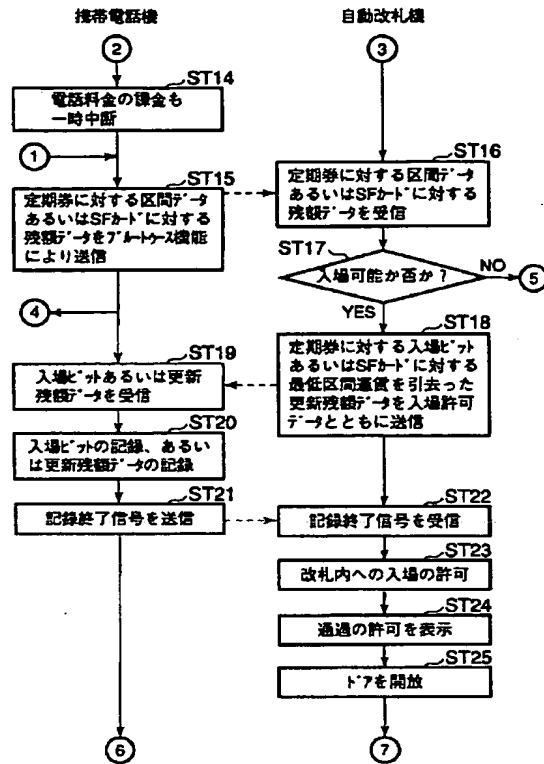 携帯電話機
自動改札機
②
③
ST14
電話料金の課金も
一時中断
①
ST15
定期券に対する区間データ
あるいはSFカードに対する
残額データをブルートゥース機能
により送信
ST16
定期券に対する区間データ
あるいはSFカードに対する
残額データを受信
ST17
入場可能か否か?
NO
⑤
YES
④
ST18
定期券に対する入場ビット
あるいはSFカードに対する
最低区間運賃を引去った
更新残額データを入場許可
データとともに送信
ST19
入場ビットあるいは更新
残額データを受信
ST20
入場ビットの記録、あるい
は更新残額データの記録
ST21
記録終了信号を送信
ST22
記録終了信号を受信
ST23
改札内への入場の許可
ST24
通過の許可を表示
ST25
ドアを開放
⑥
⑦